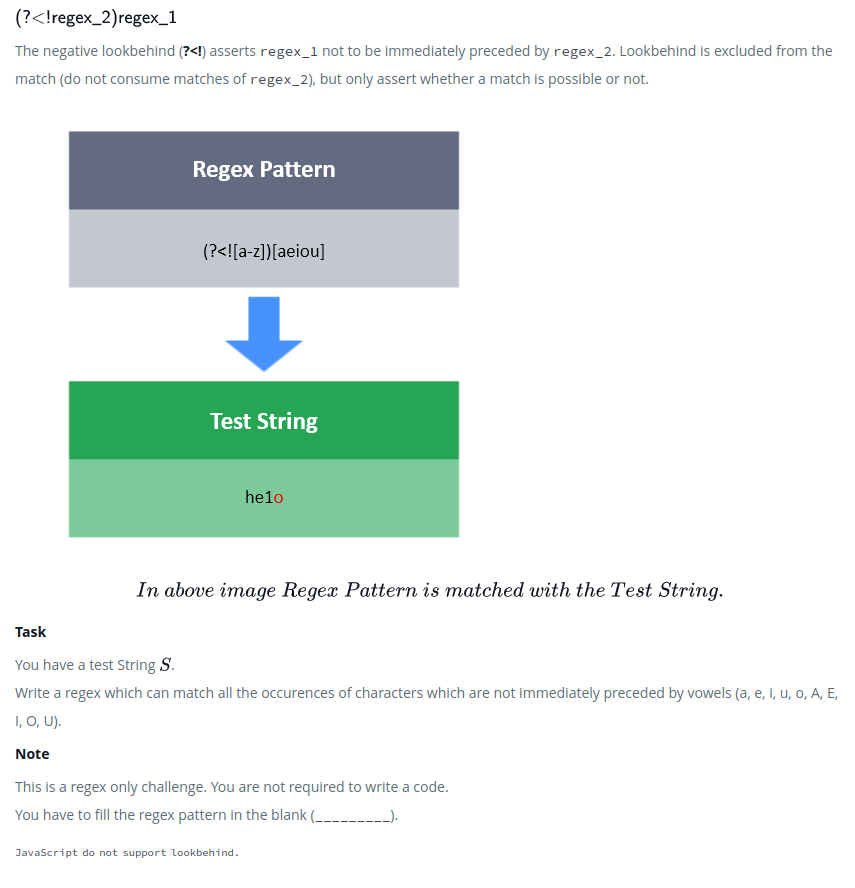 (?<!regex_2)regex_1
The negative lookbehind (?<!) asserts regex_1 not to be immediately preceded by regex_2. Lookbehind is excluded from the
match (do not consume matches of regex_2), but only assert whether a match is possible or not.
Regex Pattern
(?<![a-z])[aeiou]
Test String
he1o
In above image Regex Pattern is matched with the Test String.
Task
You have a test String S.
Write a regex which can match all the occurences of characters which are not immediately preceded by vowels (a, e, i, u, o, A, E,
I, O, U).
Note
This is a regex only challenge. You are not required to write a code.
You have to fill the regex pattern in the blank (_________).
JavaScript do not support lookbehind.